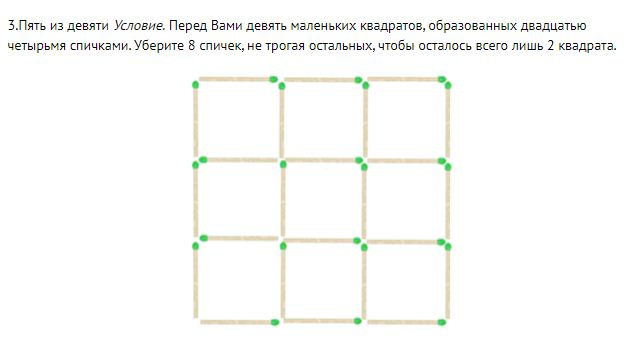 3.Пять из девяти Условие. Перед Вами девять маленьких квадратов, образованных двадцатью
четырьмя спичками. Уберите 8 спичек, не трогая остальных, чтобы осталось всего лишь 2 квадрата.